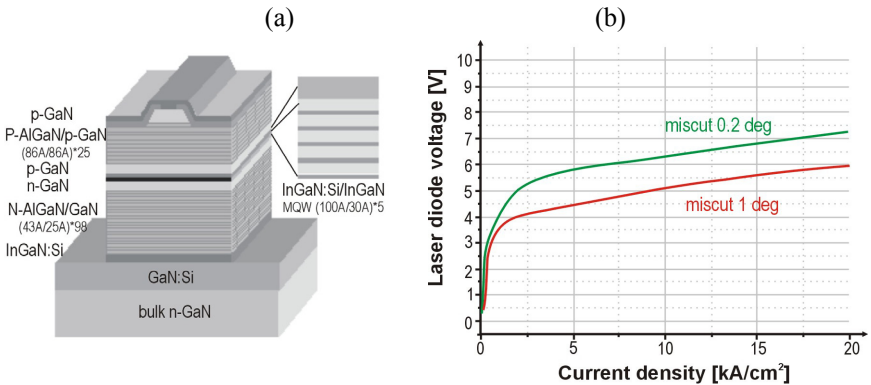 (a)
p-GaN
P-AlGaN/p-GaN
(86A/86A)*25
p-GaN
n-GaN
N-AlGaN/GaN
(43A/25A)*98
InGaN:Si
InGaN:Si/InGaN
MQW (100A/30A)*5
GaN:Si
bulk n-GaN
(b)
Laser diode voltage [V]
10
9
8
7
6
5
4
3
2
1
0
miscut 0.2 deg
miscut 1 deg
0 5 10 15 20
Current density [kA/cm²]